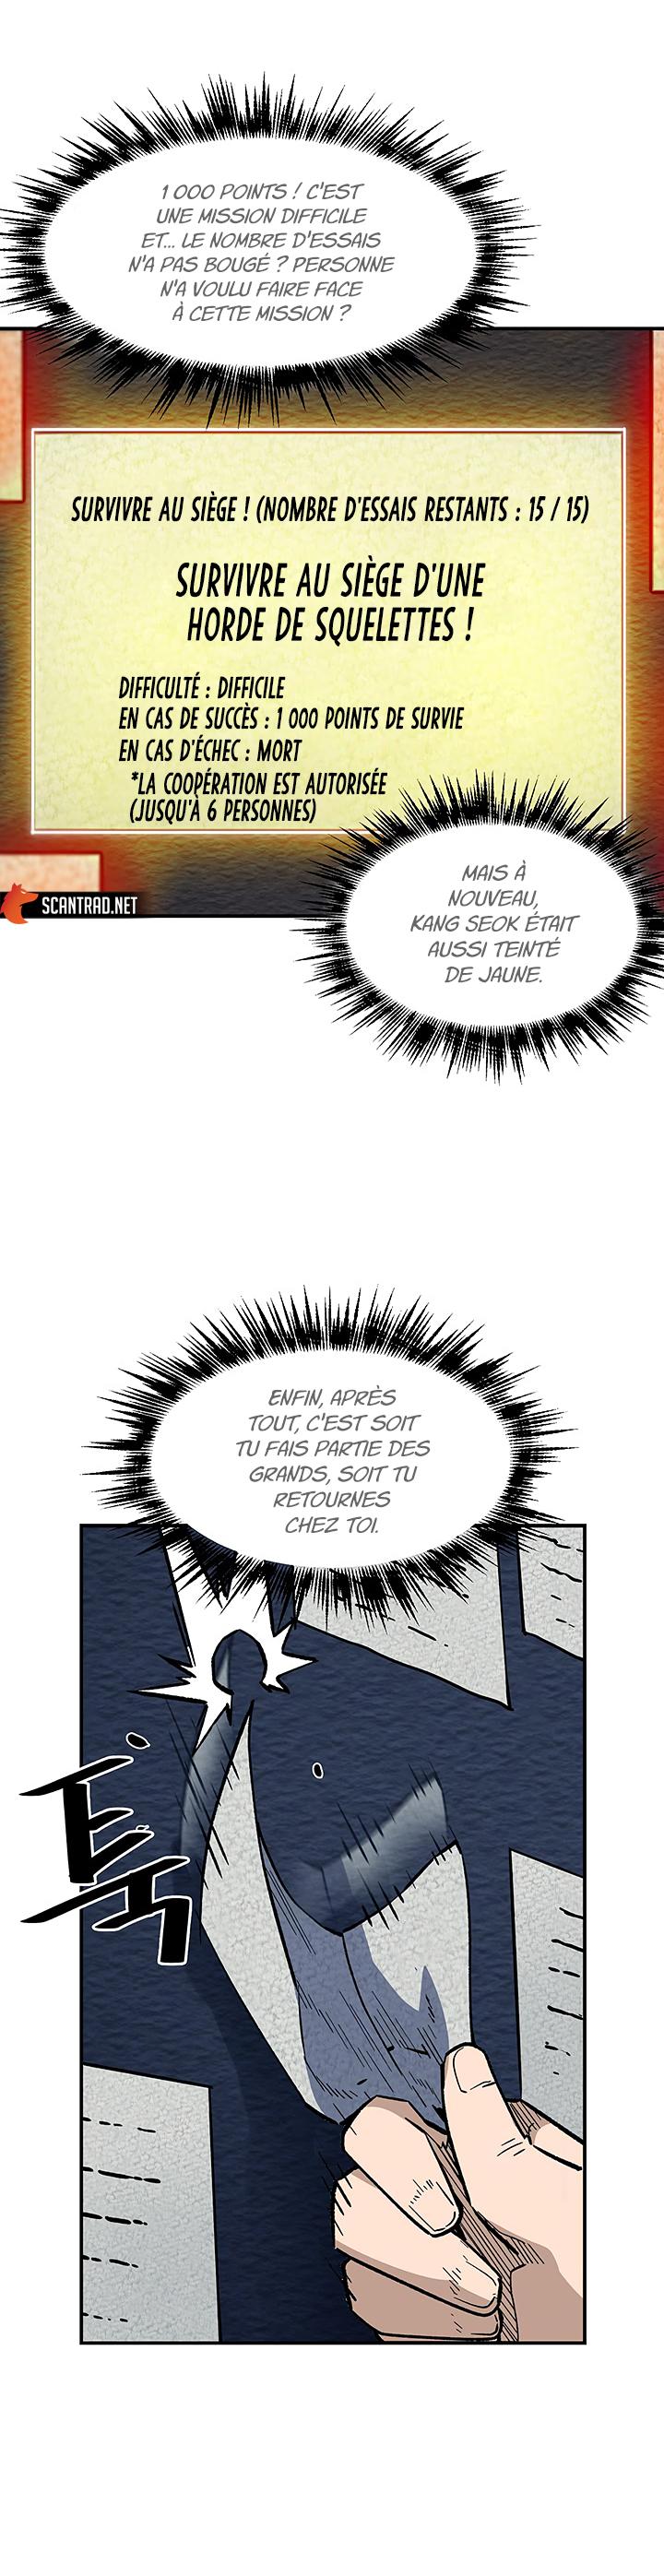 1 000 POINTS ! C'EST
UNE MISSION DIFFICILE
ET... LE NOMBRE D'ESSAIS
N'A PAS BOUGÉ ? PERSONNE
N'A VOULU FAIRE FACE
À CETTE MISSION ?
SURVIVRE AU SIÈGE ! (NOMBRE D'ESSAIS RESTANTS : 15 / 15)
SURVIVRE AU SIÈGE D'UNE
HORDE DE SQUELETTES !
DIFFICULTÉ : DIFFICILE
EN CAS DE SUCCÈS : 1 000 POINTS DE SURVIE
EN CAS D'ÉCHEC : MORT
*LA COOPÉRATION EST AUTORISÉE
(JUSQU'À 6 PERSONNES)
MAIS À
NOUVEAU,
KANG SEOK ÉTAIT
AUSSI TEINTÉ
DE JAUNE.
SCANTRAD.NET
ENFIN, APRÈS
TOUT, C'EST SOIT
TU FAIS PARTIE DES
GRANDS, SOIT TU
RETOURNES
CHEZ TOI.
툭